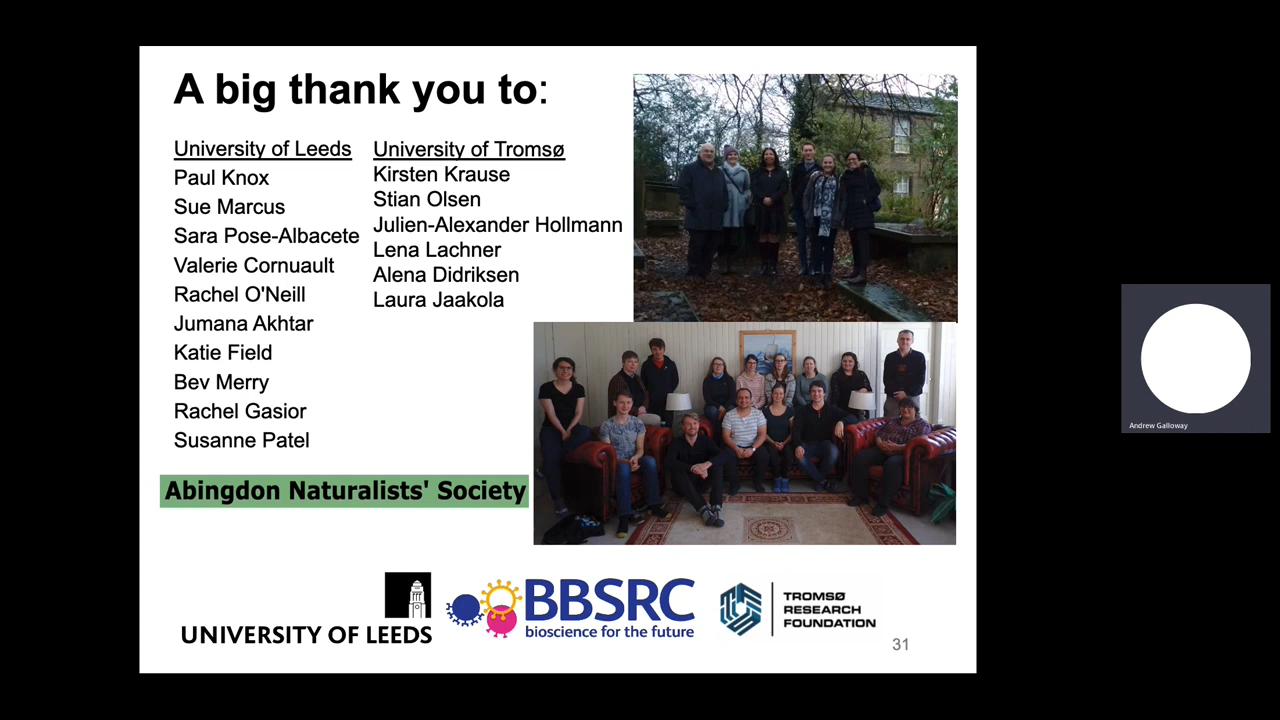 A big thank you to:
University of Leeds
Paul Knox
Sue Marcus
Sara Pose-Albacete
Valerie Cornuault
Rachel O'Neill
Jumana Akhtar
Katie Field
Bev Merry
Rachel Gasior
Susanne Patel
University of Tromsø
Kirsten Krause
Stian Olsen
Julien-Alexander Hollmann
Lena Lachner
Alena Didriksen
Laura Jaakola
Abingdon Naturalists' Society
UNIVERSITY OF LEEDS
BBSRC
bioscience for the future
TROMSØ
RESEARCH
FOUNDATION
31
Andrew Galloway